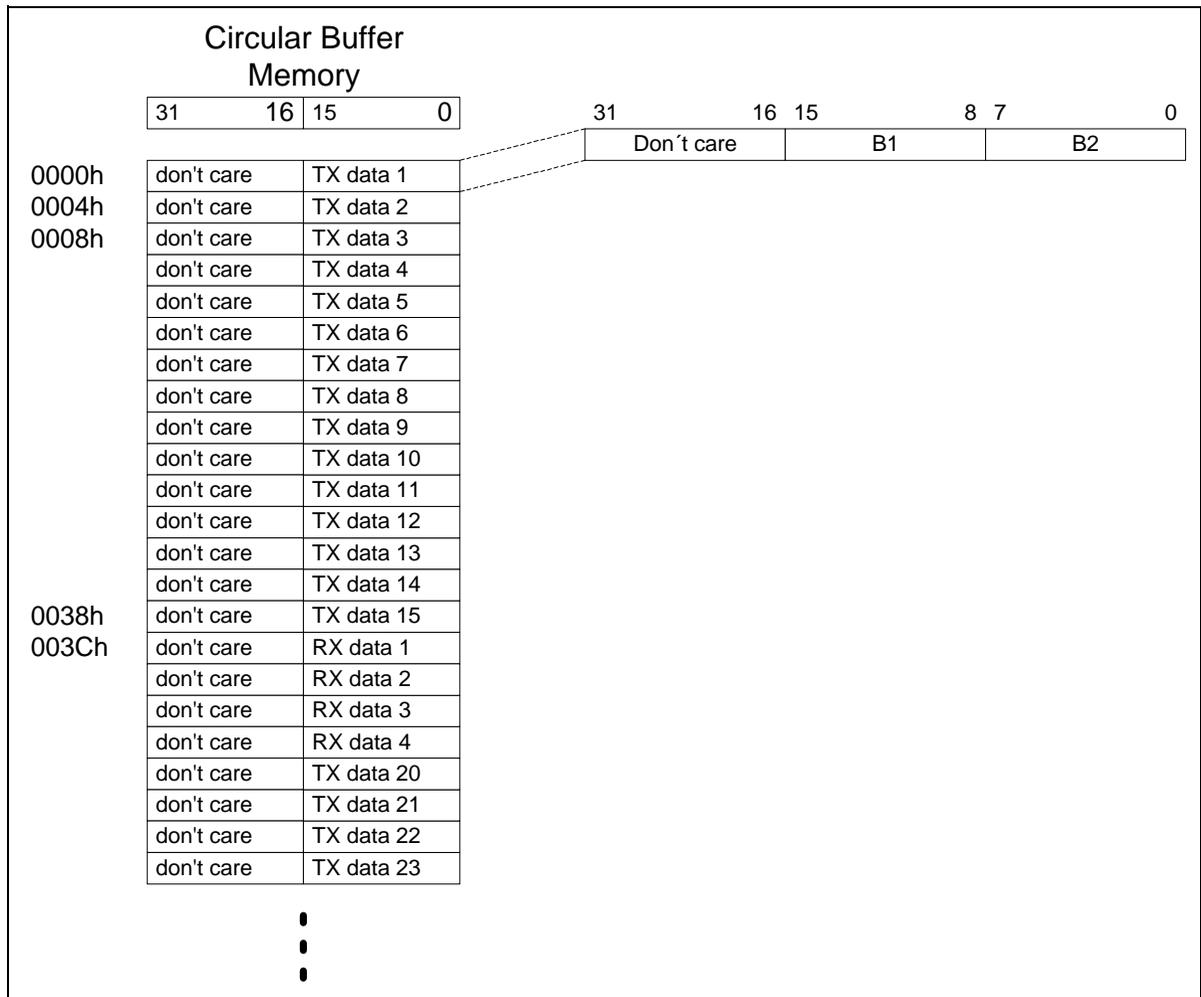 Circular Buffer
Memory
31 16 15 0
31 16 15 8 7 0
Don´t care B1 B2
0000h don't care TX data 1
0004h don't care TX data 2
0008h don't care TX data 3
don't care TX data 4
don't care TX data 5
don't care TX data 6
don't care TX data 7
don't care TX data 8
don't care TX data 9
don't care TX data 10
don't care TX data 11
don't care TX data 12
don't care TX data 13
don't care TX data 14
0038h don't care TX data 15
003Ch don't care RX data 1
don't care RX data 2
don't care RX data 3
don't care RX data 4
don't care TX data 20
don't care TX data 21
don't care TX data 22
don't care TX data 23